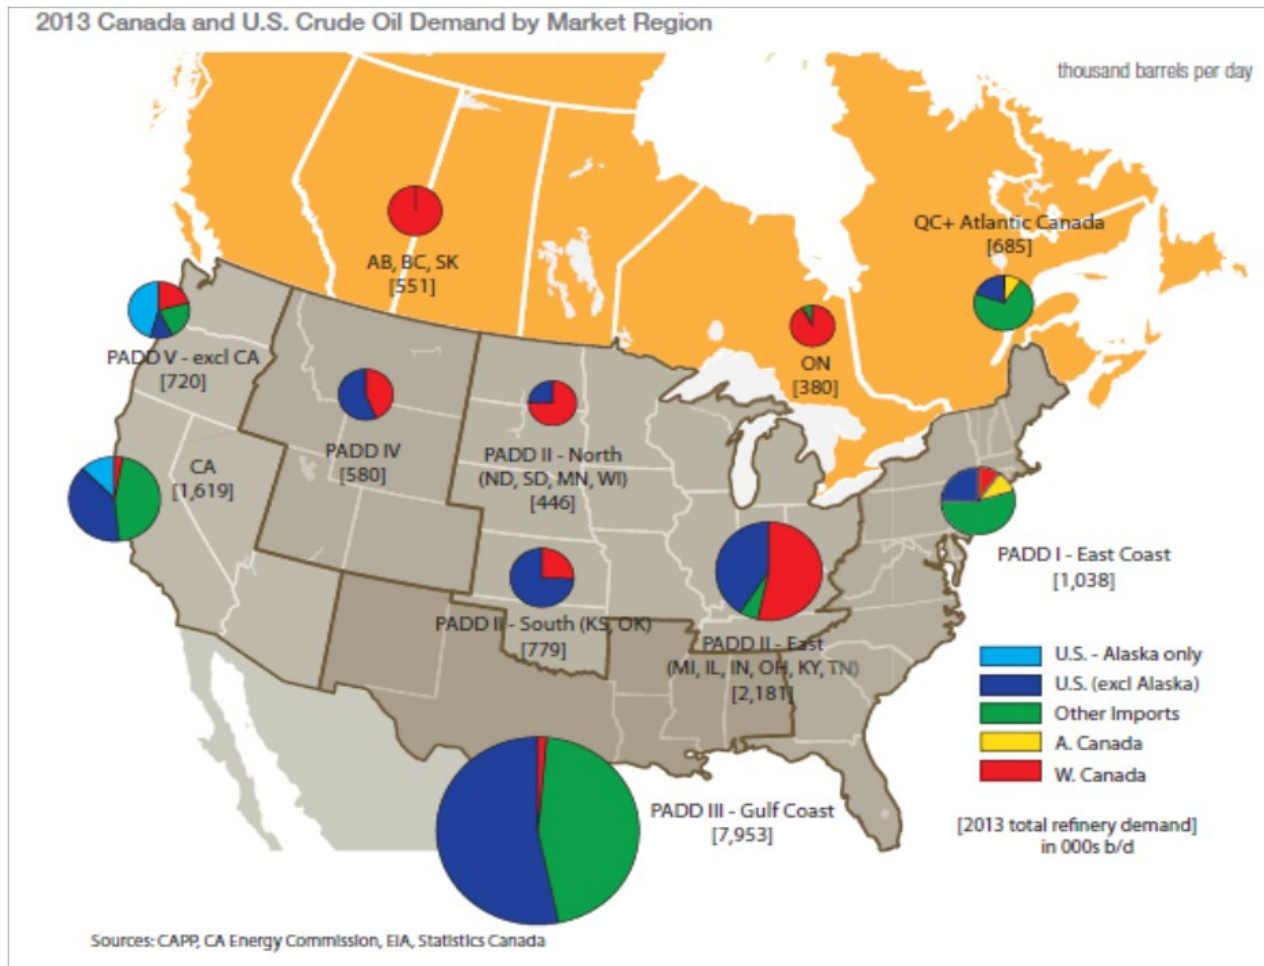 2013 Canada and U.S. Crude Oil Demand by Market Region
thousand barrels per day
AB, BC, SK
[551]
QC+ Atlantic Canada
[685]
PADD V - excl CA
[720]
ON
[380]
PADD IV
[580]
PADD II - North
(ND, SD, MN, WI)
[446]
CA
[1,619]
PADD I - East Coast
[1,038]
PADD II - South (KS, OK)
[779]
PADD II - East
(MI, IL, IN, OH, KY, TN)
[2,181]
U.S. - Alaska only
U.S. (excl Alaska)
Other Imports
A. Canada
W. Canada
PADD III - Gulf Coast
[7,953]
[2013 total refinery demand]
in 000s b/d
Sources: CAPP, CA Energy Commission, EIA, Statistics Canada